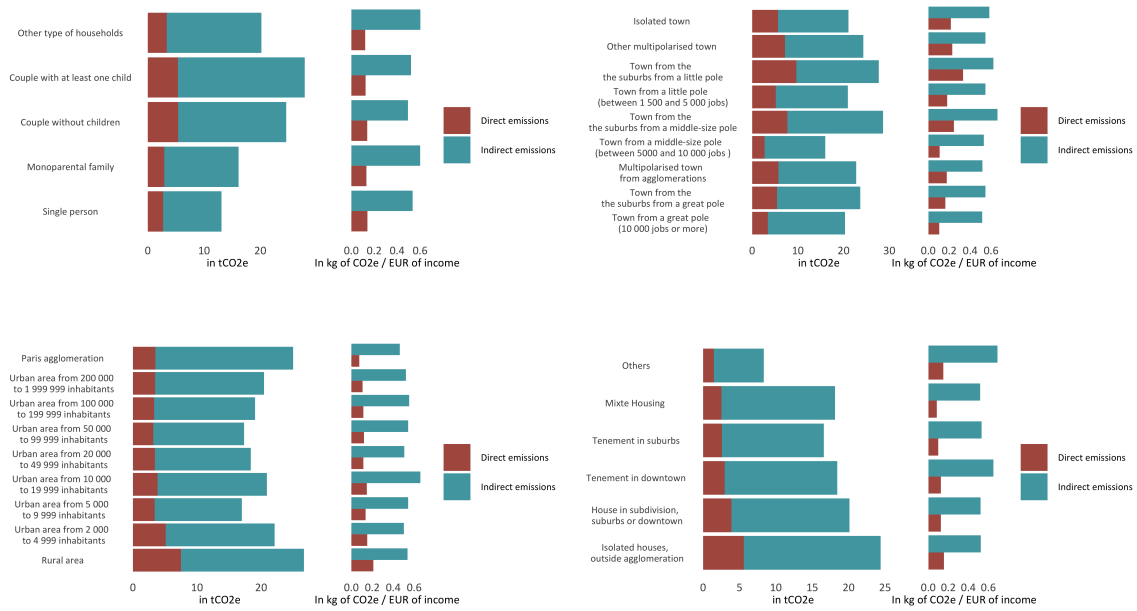 Other type of households
Couple with at least one child
Couple without children
Monoparental family
Single person
0
10
20
in tCO2e
0.0
0.2
0.4
0.6
In kg of CO2e / EUR of income
Direct emissions
Indirect emissions
Isolated town
Other multipolarised town
Town from the
the suburbs from a little pole
Town from a little pole
(between 1 500 and 5 000 jobs)
Town from the
the suburbs from a middle-size pole
Town from a middle-size pole
(between 5000 and 10 000 jobs )
Multipolarised town
from agglomerations
Town from the
the suburbs from a great pole
Town from a great pole
(10 000 jobs or more)
0
10
20
30
in tCO2e
0.0
0.2
0.4
0.6
In kg of CO2e / EUR of income
Direct emissions
Indirect emissions
Paris agglomeration
Urban area from 200 000
to 1 999 999 inhabitants
Urban area from 100 000
to 199 999 inhabitants
Urban area from 50 000
to 99 999 inhabitants
Urban area from 20 000
to 49 999 inhabitants
Urban area from 10 000
to 19 999 inhabitants
Urban area from 5 000
to 9 999 inhabitants
Urban area from 2 000
to 4 999 inhabitants
Rural area
0
10
20
in tCO2e
0.0
0.2
0.4
0.6
In kg of CO2e / EUR of income
Direct emissions
Indirect emissions
Others
Mixte Housing
Tenement in suburbs
Tenement in downtown
House in subdivision,
suburbs or downtown
Isolated houses,
outside agglomeration
0
5
10
15
20
25
in tCO2e
0.0
0.2
0.4
0.6
In kg of CO2e / EUR of income
Direct emissions
Indirect emissions